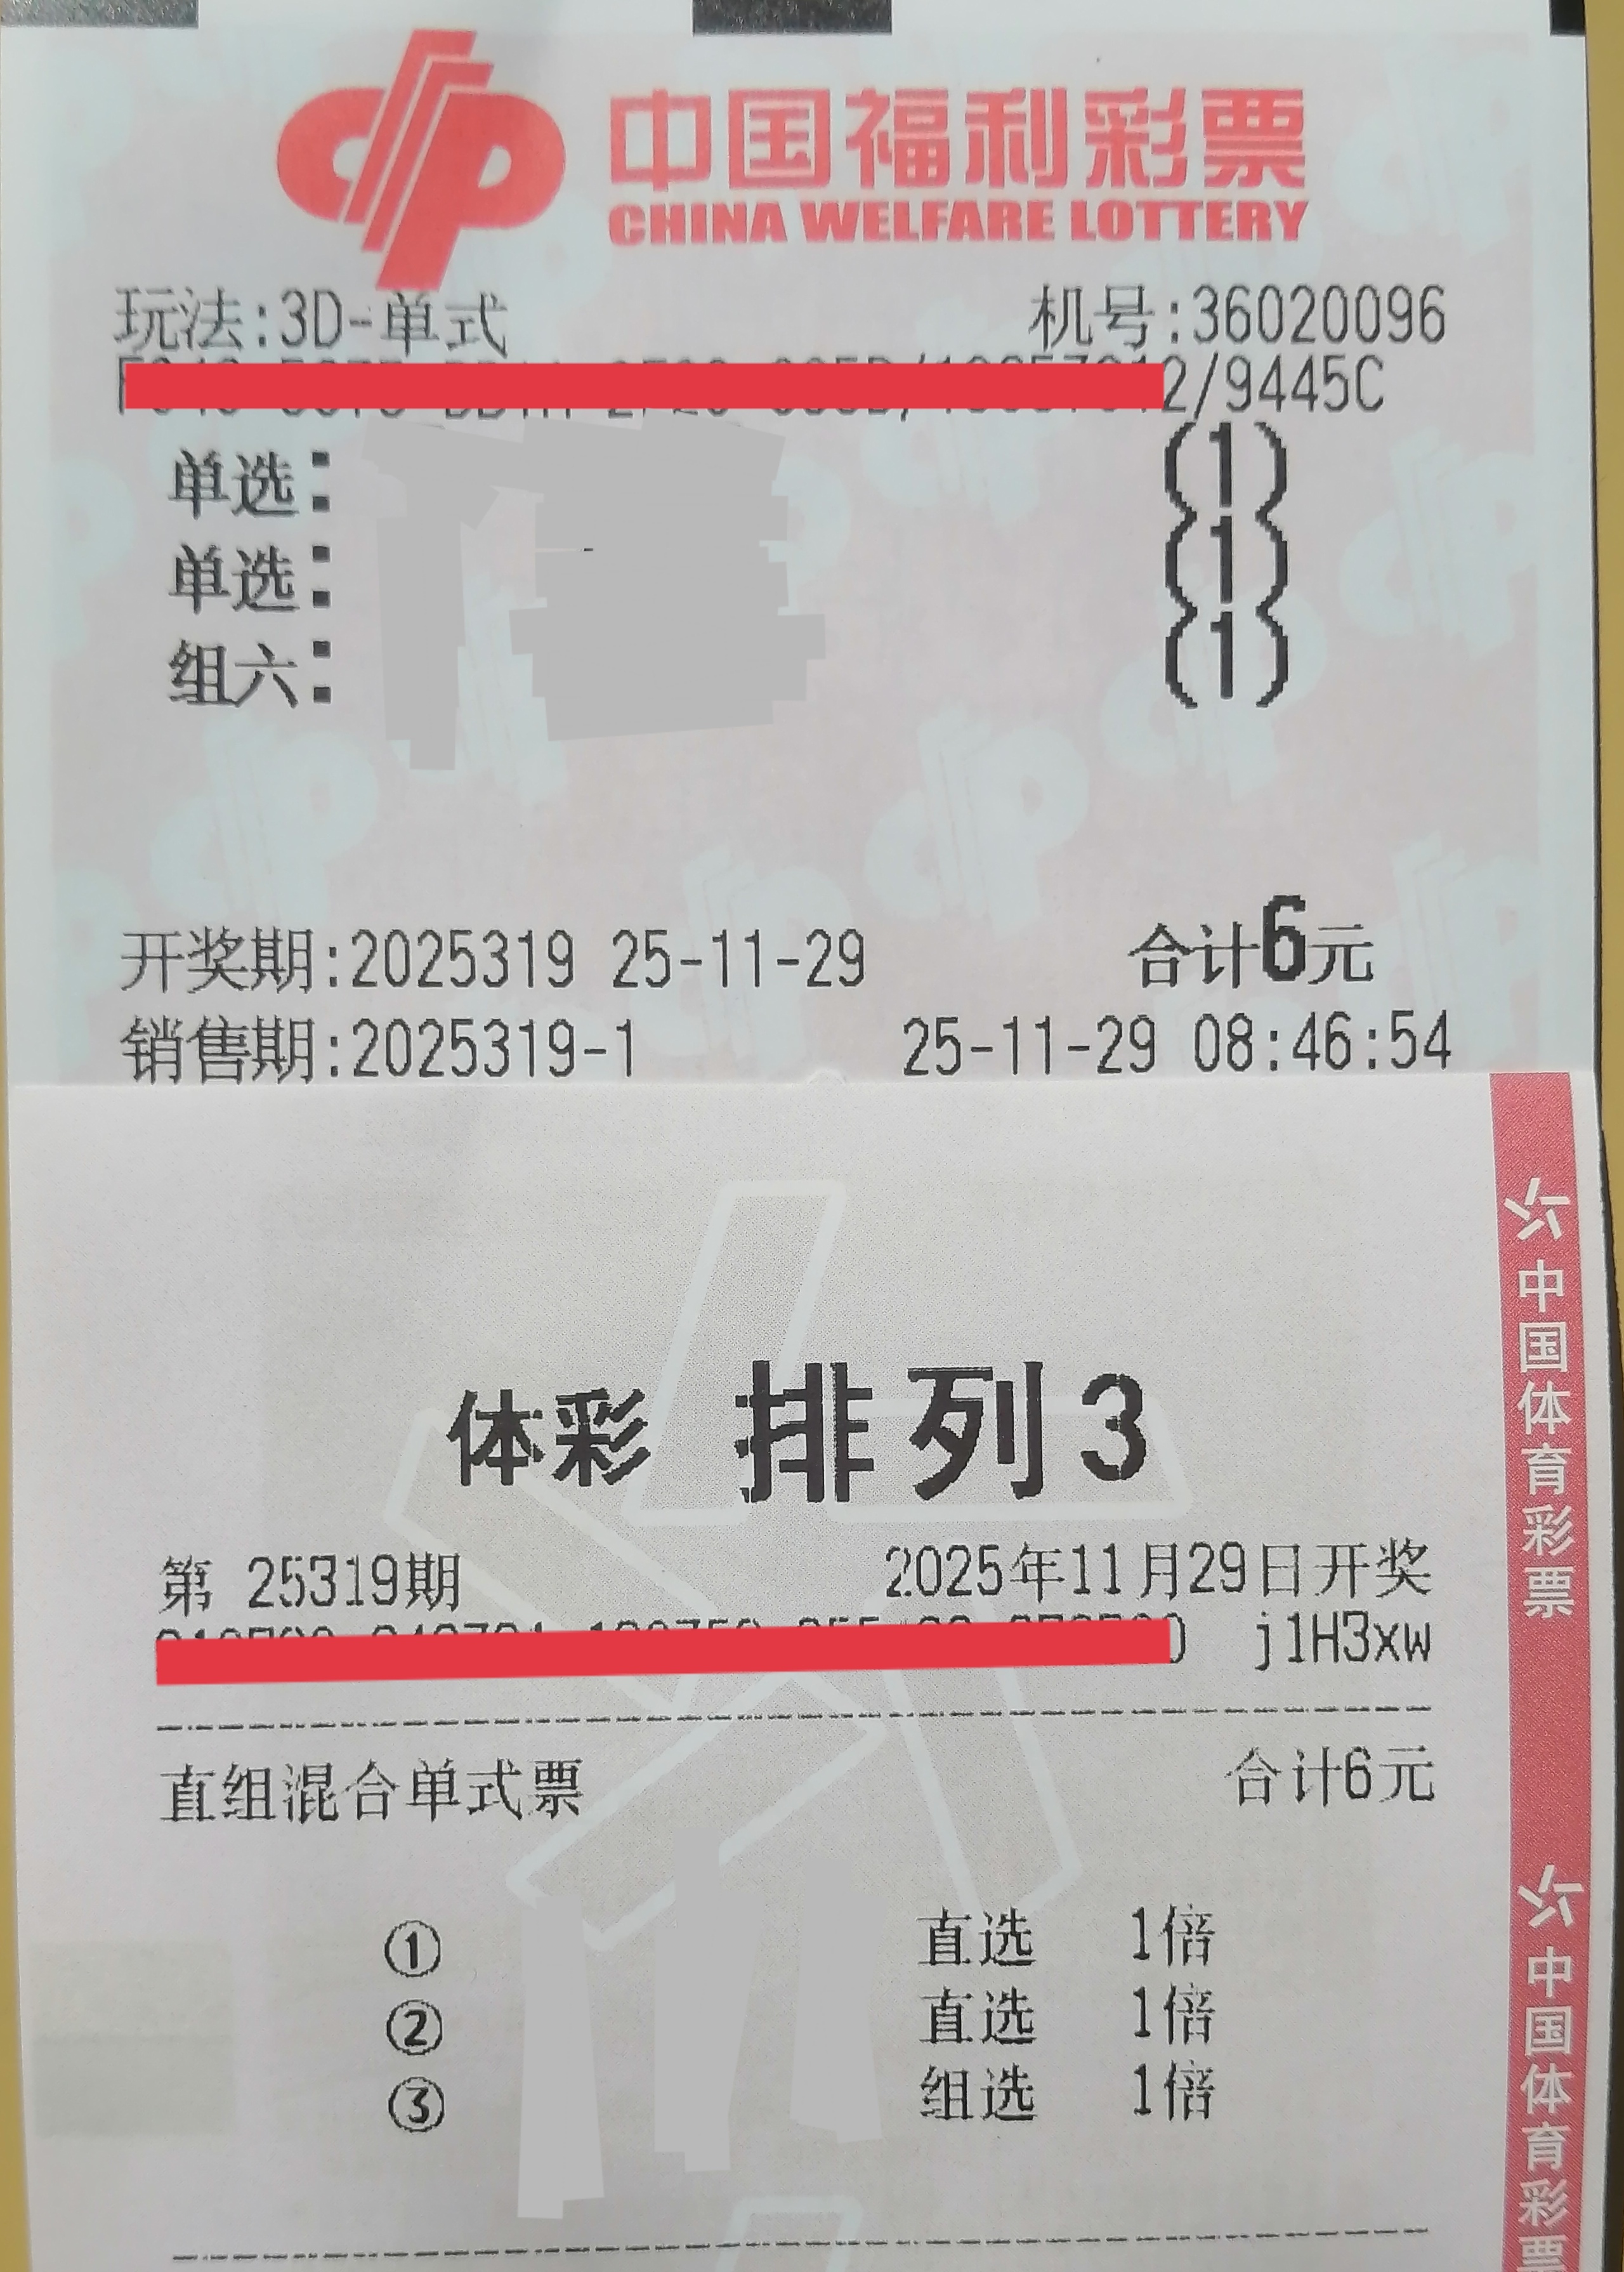 中国福利彩票
CHINA WELFARE LOTTERY
玩法:3D-单式 机号:36020096
2/9445C
单选: (1)
单选: (1)
组六: (1)
开奖期:2025319 25-11-29 合计6元
销售期:2025319-1 25-11-29 08:46:54
体彩 排列3
第 25319期 2025年11月29日开奖
j1H3xw
直组混合单式票 合计6元
① 直选 1倍
② 直选 1倍
③ 组选 1倍
中国体育彩票
中国体育彩票